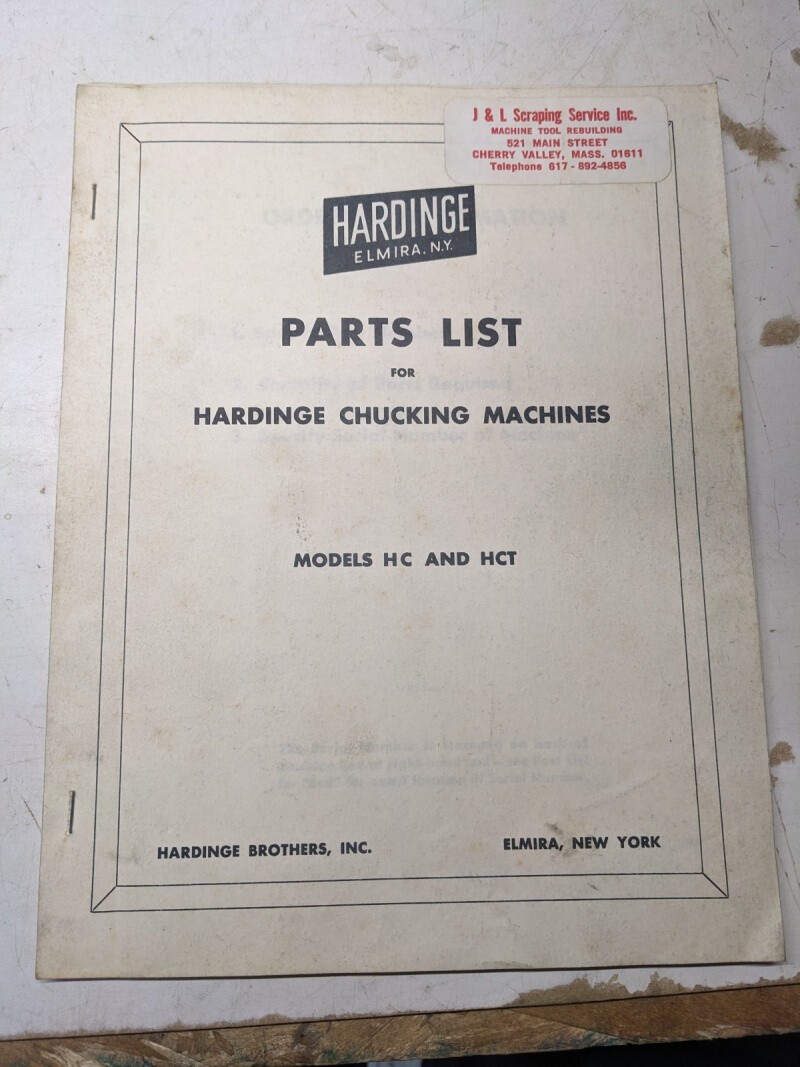 J & L Scraping Service Inc.
MACHINE TOOL REBUILDING
521 MAIN STREET
CHERRY VALLEY, MASS. 01611
Telephone 617 - 892-4856
HARDINGE
ELMIRA, N.Y.
PARTS LIST
FOR
HARDINGE CHUCKING MACHINES
MODELS HC AND HCT
HARDINGE BROTHERS, INC.
ELMIRA, NEW YORK